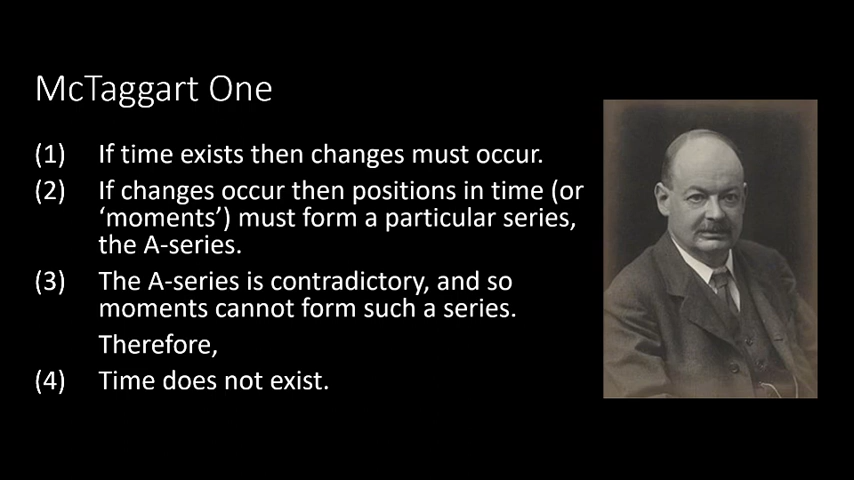 McTaggart One
(1) If time exists then changes must occur.
(2) If changes occur then positions in time (or
‘moments’) must form a particular series,
the A-series.
(3) The A-series is contradictory, and so
moments cannot form such a series.
Therefore,
(4) Time does not exist.